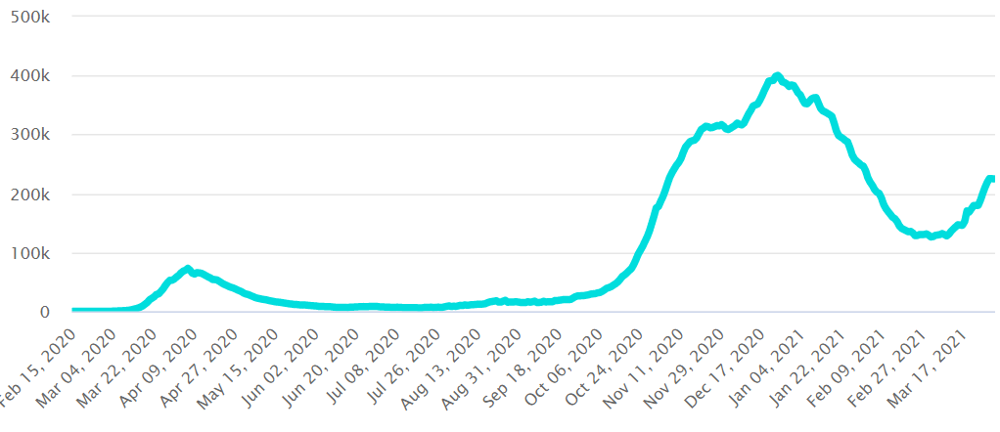 500k
400k
300k
200k
100k
0
Feb 15, 2020
Mar 04, 2020
Mar 22, 2020
Apr 09, 2020
Apr 27, 2020
May 15, 2020
Jun 02, 2020
Jun 20, 2020
Jul 08, 2020
Jul 26, 2020
Aug 13, 2020
Aug 31, 2020
Sep 18, 2020
Oct 06, 2020
Oct 24, 2020
Nov 11, 2020
Nov 29, 2020
Dec 17, 2020
Jan 04, 2021
Jan 22, 2021
Feb 09, 2021
Feb 27, 2021
Mar 17, 2021